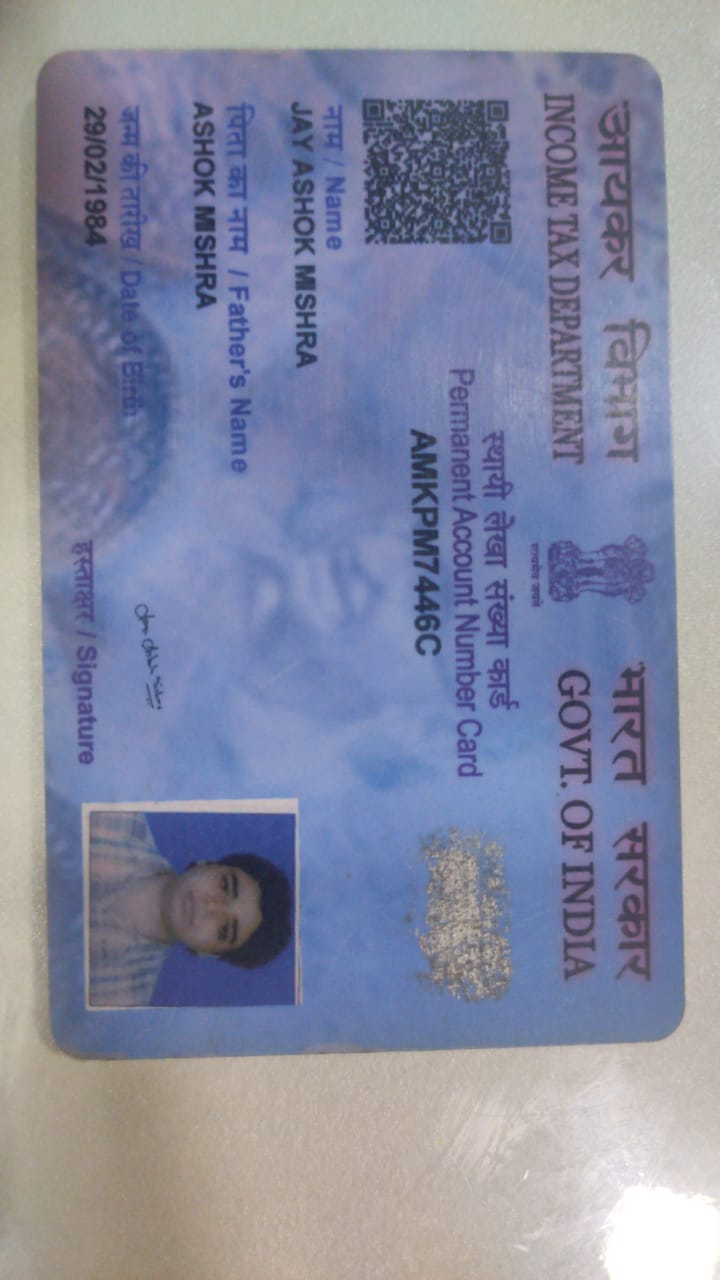 आयकर विभाग
INCOME TAX DEPARTMENT
भारत सरकार
GOVT. OF INDIA
सत्यमेव जयते
स्थायी लेखा संख्या कार्ड
Permanent Account Number Card
AMKPM7446C
नाम / Name
JAY ASHOK MISHRA
पिता का नाम / Father's Name
ASHOK MISHRA
जन्म की तारीख / Date of Birth
29/02/1984
हस्ताक्षर / Signature